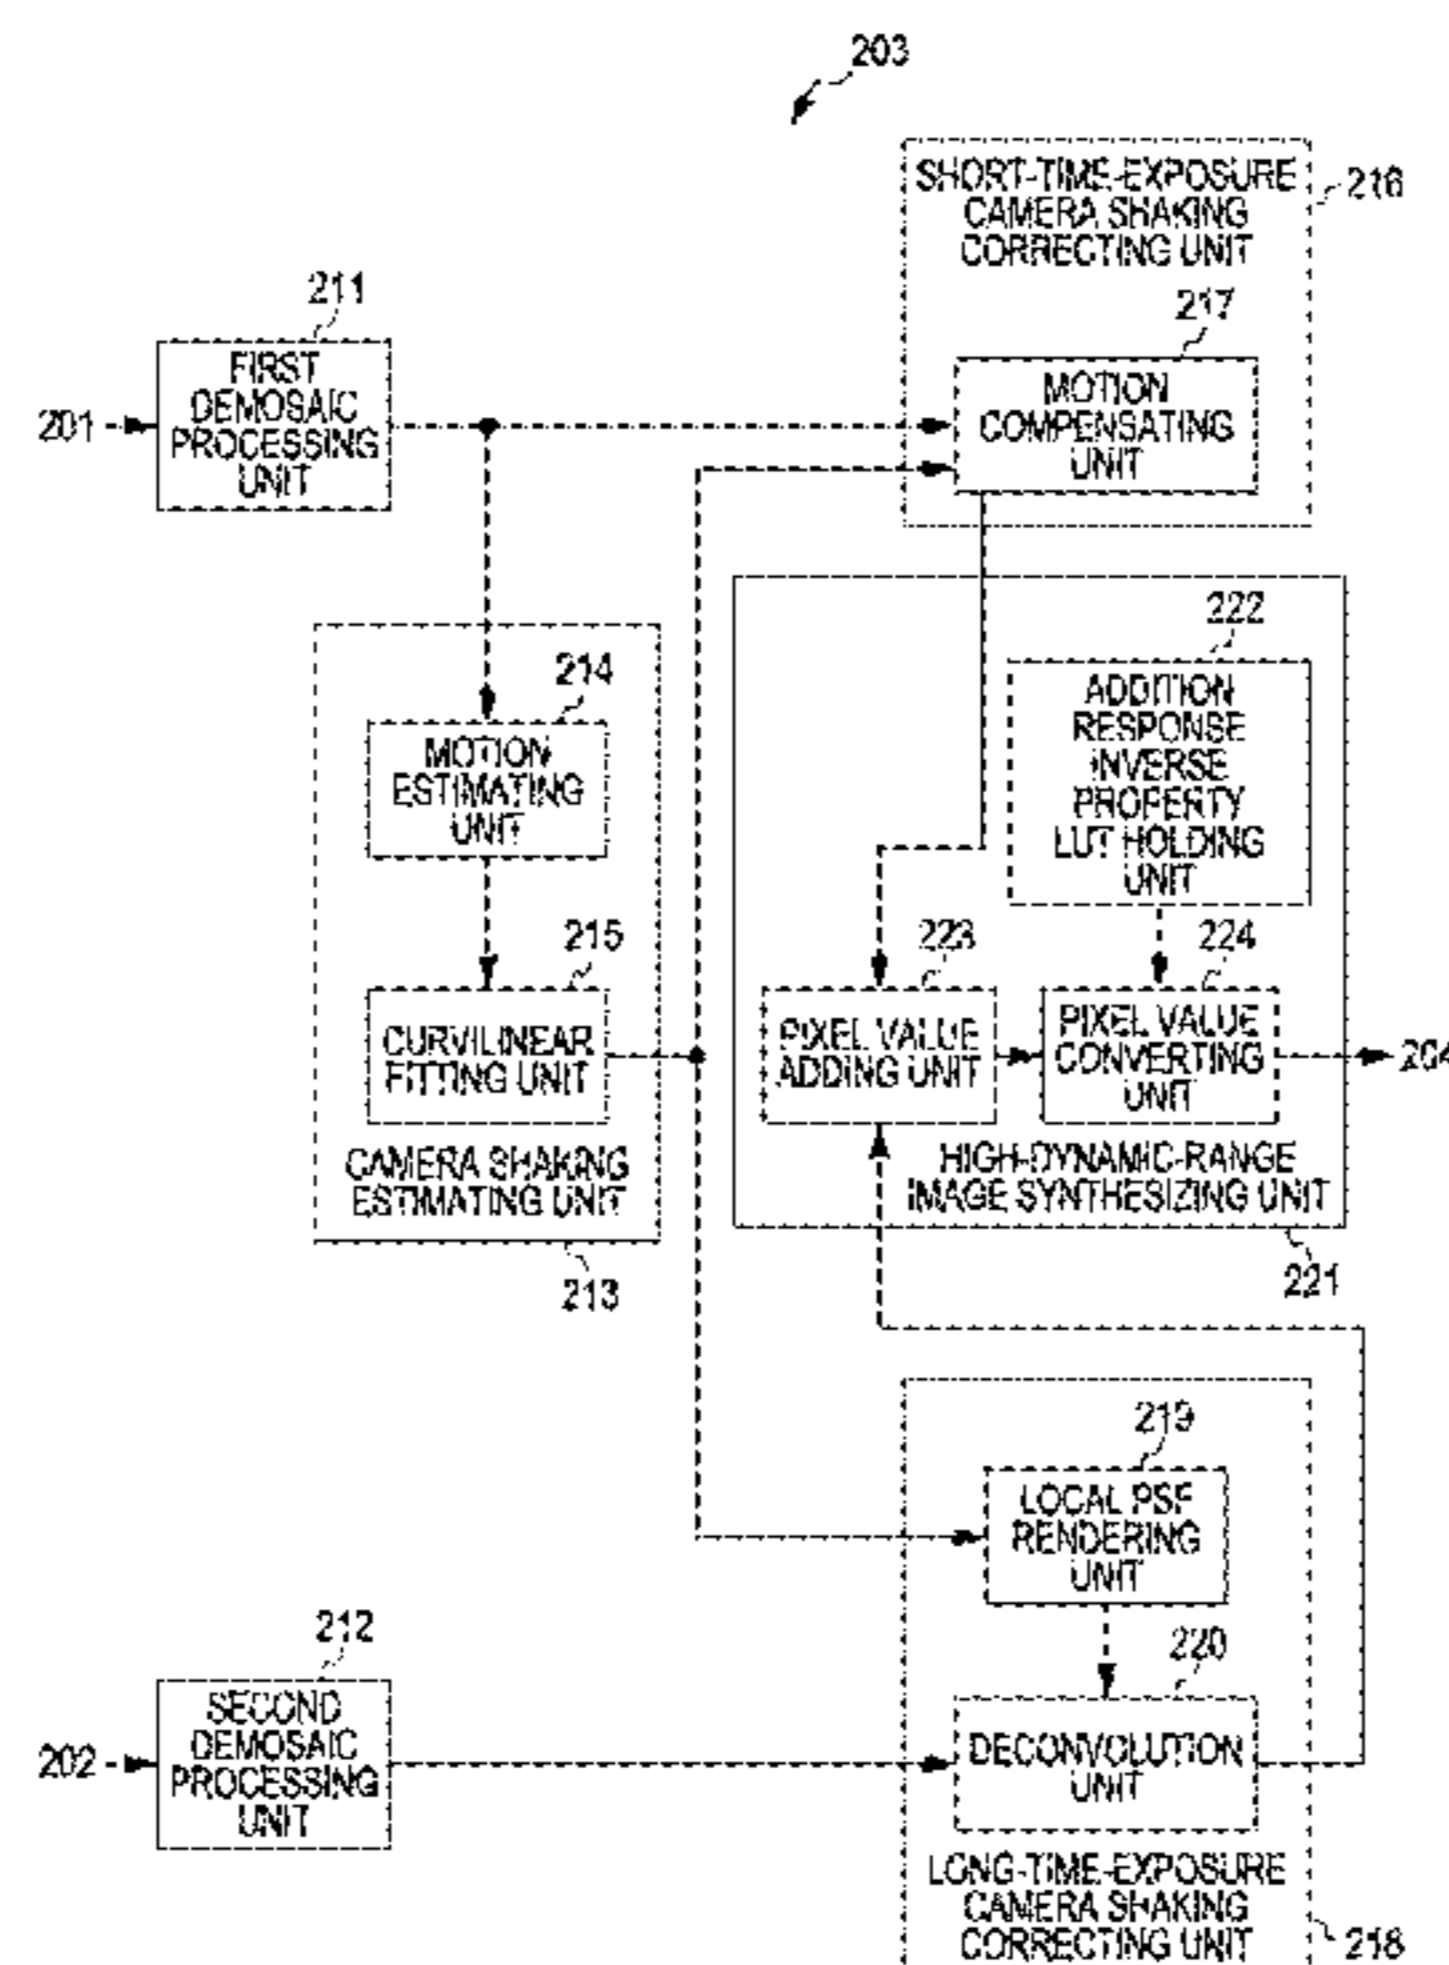 203
SHORT-TIME-EXPOSURE
CAMERA SHAKING
CORRECTING UNIT
216
217
MOTION
COMPENSATING
UNIT
211
FIRST
DEMOSAIC
PROCESSING
UNIT
201
214
MOTION
ESTIMATING
UNIT
215
CURVILINEAR
FITTING UNIT
CAMERA SHAKING
ESTIMATING UNIT
213
222
ADDITION
RESPONSE
INVERSE
PROPERTY
LUT HOLDING
UNIT
223
PIXEL VALUE
ADDING UNIT
224
PIXEL VALUE
CONVERTING
UNIT
204
HIGH-DYNAMIC-RANGE
IMAGE SYNTHESIZING UNIT
221
219
LOCAL PSF
RENDERING
UNIT
212
SECOND
DEMOSAIC
PROCESSING
UNIT
202
220
DECONVOLUTION
UNIT
LONG-TIME-EXPOSURE
CAMERA SHAKING
CORRECTING UNIT
218